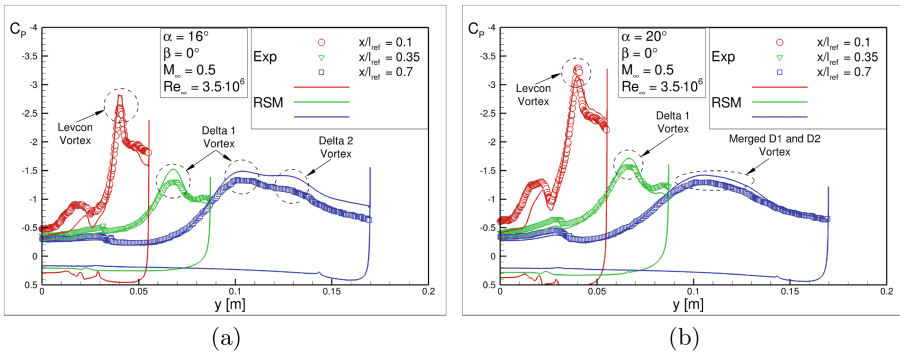 C_P
-4
-3.5
-3
-2.5
-2
-1.5
-1
-0.5
0
0.5
0
0.05
0.1
0.15
0.2
y [m]
α = 16°
β = 0°
M∞ = 0.5
Re∞ = 3.5·10⁶
Exp
RSM
x/l_ref = 0.1
x/l_ref = 0.35
x/l_ref = 0.7
Levcon
Vortex
Delta 1
Vortex
Delta 2
Vortex
(a)
C_P
-4
-3.5
-3
-2.5
-2
-1.5
-1
-0.5
0
0.5
0
0.05
0.1
0.15
0.2
y [m]
α = 20°
β = 0°
M∞ = 0.5
Re∞ = 3.5·10⁶
Exp
RSM
x/l_ref = 0.1
x/l_ref = 0.35
x/l_ref = 0.7
Levcon
Vortex
Delta 1
Vortex
Merged D1 and D2
Vortex
(b)